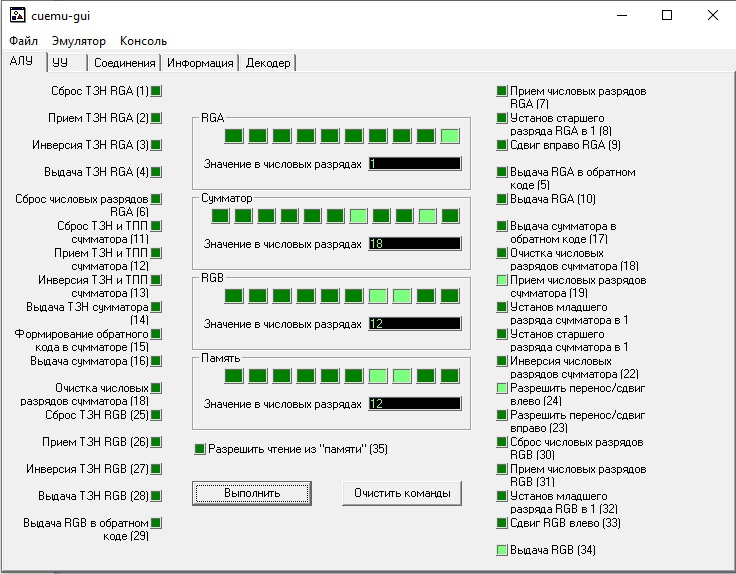 cuemu-gui
Файл Эмулятор Консоль
АЛУ УУ Соединения Информация Декодер
Сброс ТЗН RGA (1)
Прием ТЗН RGA (2)
Инверсия ТЗН RGA (3)
Выдача ТЗН RGA (4)
Сброс числовых разрядов
RGA (6)
Сброс ТЗН и ТПП
сумматора (11)
Прием ТЗН и ТПП
сумматора (12)
Инверсия ТЗН и ТПП
сумматора (13)
Выдача ТЗН сумматора
(14)
Формирование обратного
кода в сумматоре (15)
Выдача сумматора (16)
Очистка числовых
разрядов сумматора (18)
Сброс ТЗН RGB (25)
Прием ТЗН RGB (26)
Инверсия ТЗН RGB (27)
Выдача ТЗН RGB (28)
Выдача RGB в обратном
коде (29)
RGA
Значение в числовых разрядах 1
Сумматор
Значение в числовых разрядах 18
RGB
Значение в числовых разрядах 12
Память
Значение в числовых разрядах 12
Разрешить чтение из "памяти" (35)
Выполнить Очистить команды
Прием числовых разрядов
RGA (7)
Установ старшего
разряда RGA в 1 (8)
Сдвиг вправо RGA (9)
Выдача RGA в обратном
коде (5)
Выдача RGA (10)
Выдача сумматора в
обратном коде (17)
Очистка числовых
разрядов сумматора (18)
Прием числовых разрядов
сумматора (19)
Установ младшего
разряда сумматора в 1
Установ старшего
разряда сумматора в 1
Инверсия числовых
разрядов сумматора (22)
Разрешить перенос/сдвиг
влево (24)
Разрешить перенос/сдвиг
вправо (23)
Сброс числовых разрядов
RGB (30)
Прием числовых разрядов
RGB (31)
Установ младшего
разряда RGB в 1 (32)
Сдвиг RGB влево (33)
Выдача RGB (34)